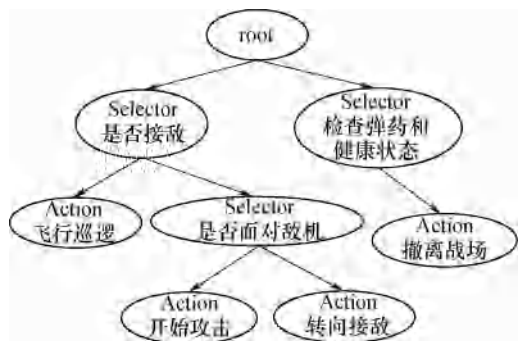 root
Selector
是否接敌
Selector
检查弹药和
健康状态
Action
飞行巡逻
Selector
是否面对敌机
Action
撤离战场
Action
开始攻击
Action
转向接敌